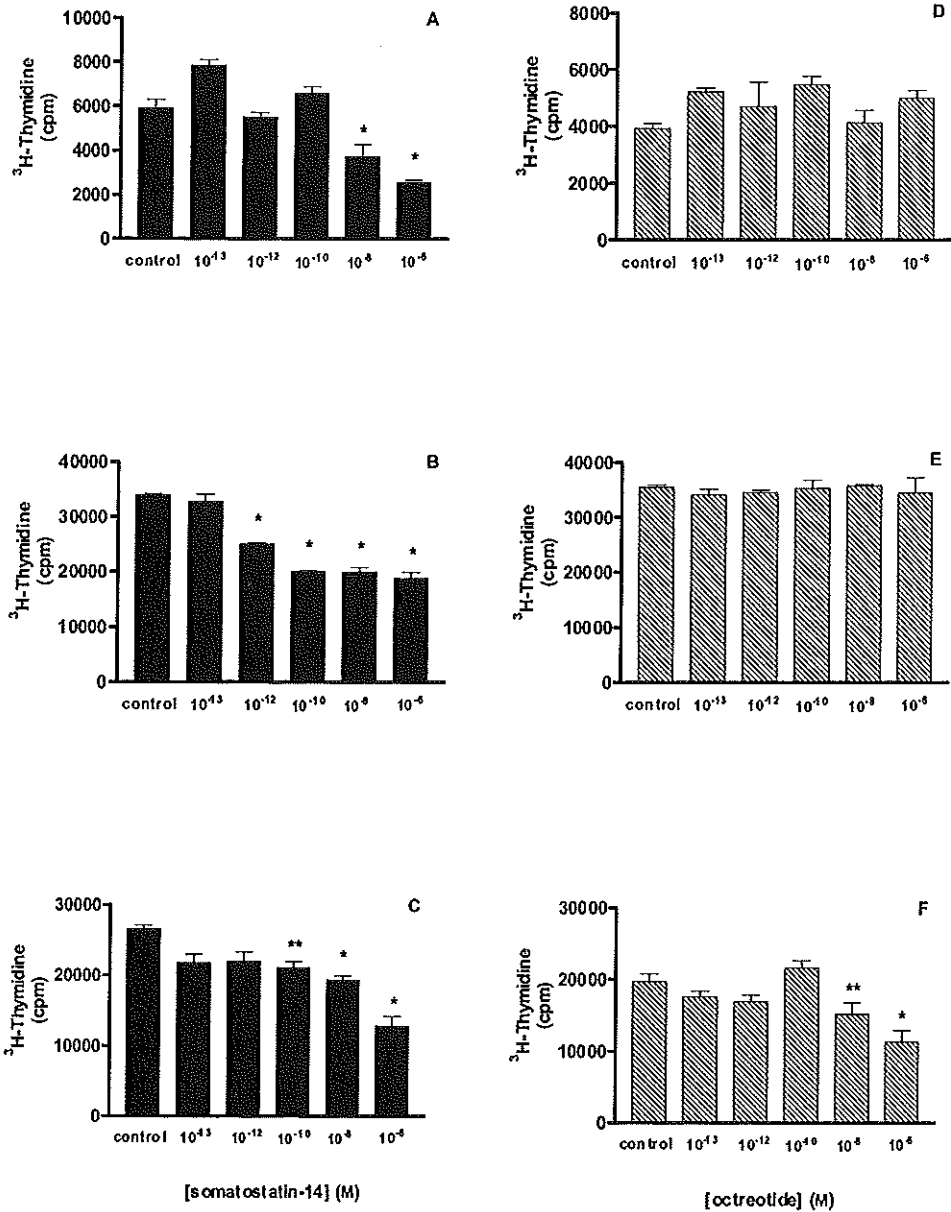 A
³H-Thymidine
(cpm)
10000
8000
6000
4000
2000
0
*
*
control 10⁻¹³ 10⁻¹² 10⁻¹⁰ 10⁻⁸ 10⁻⁶
D
³H-Thymidine
(cpm)
8000
6000
4000
2000
0
control 10⁻¹³ 10⁻¹² 10⁻¹⁰ 10⁻⁸ 10⁻⁶
B
³H-Thymidine
(cpm)
40000
30000
20000
10000
0
* * * *
control 10⁻¹³ 10⁻¹² 10⁻¹⁰ 10⁻⁸ 10⁻⁶
E
³H-Thymidine
(cpm)
40000
30000
20000
10000
0
control 10⁻¹³ 10⁻¹² 10⁻¹⁰ 10⁻⁸ 10⁻⁶
C
³H-Thymidine
(cpm)
30000
20000
10000
0
** * *
control 10⁻¹³ 10⁻¹² 10⁻¹⁰ 10⁻⁸ 10⁻⁶
[somatostatin-14] (M)
F
³H-Thymidine
(cpm)
30000
20000
10000
0
** *
control 10⁻¹³ 10⁻¹² 10⁻¹⁰ 10⁻⁸ 10⁻⁶
[octreotide] (M)